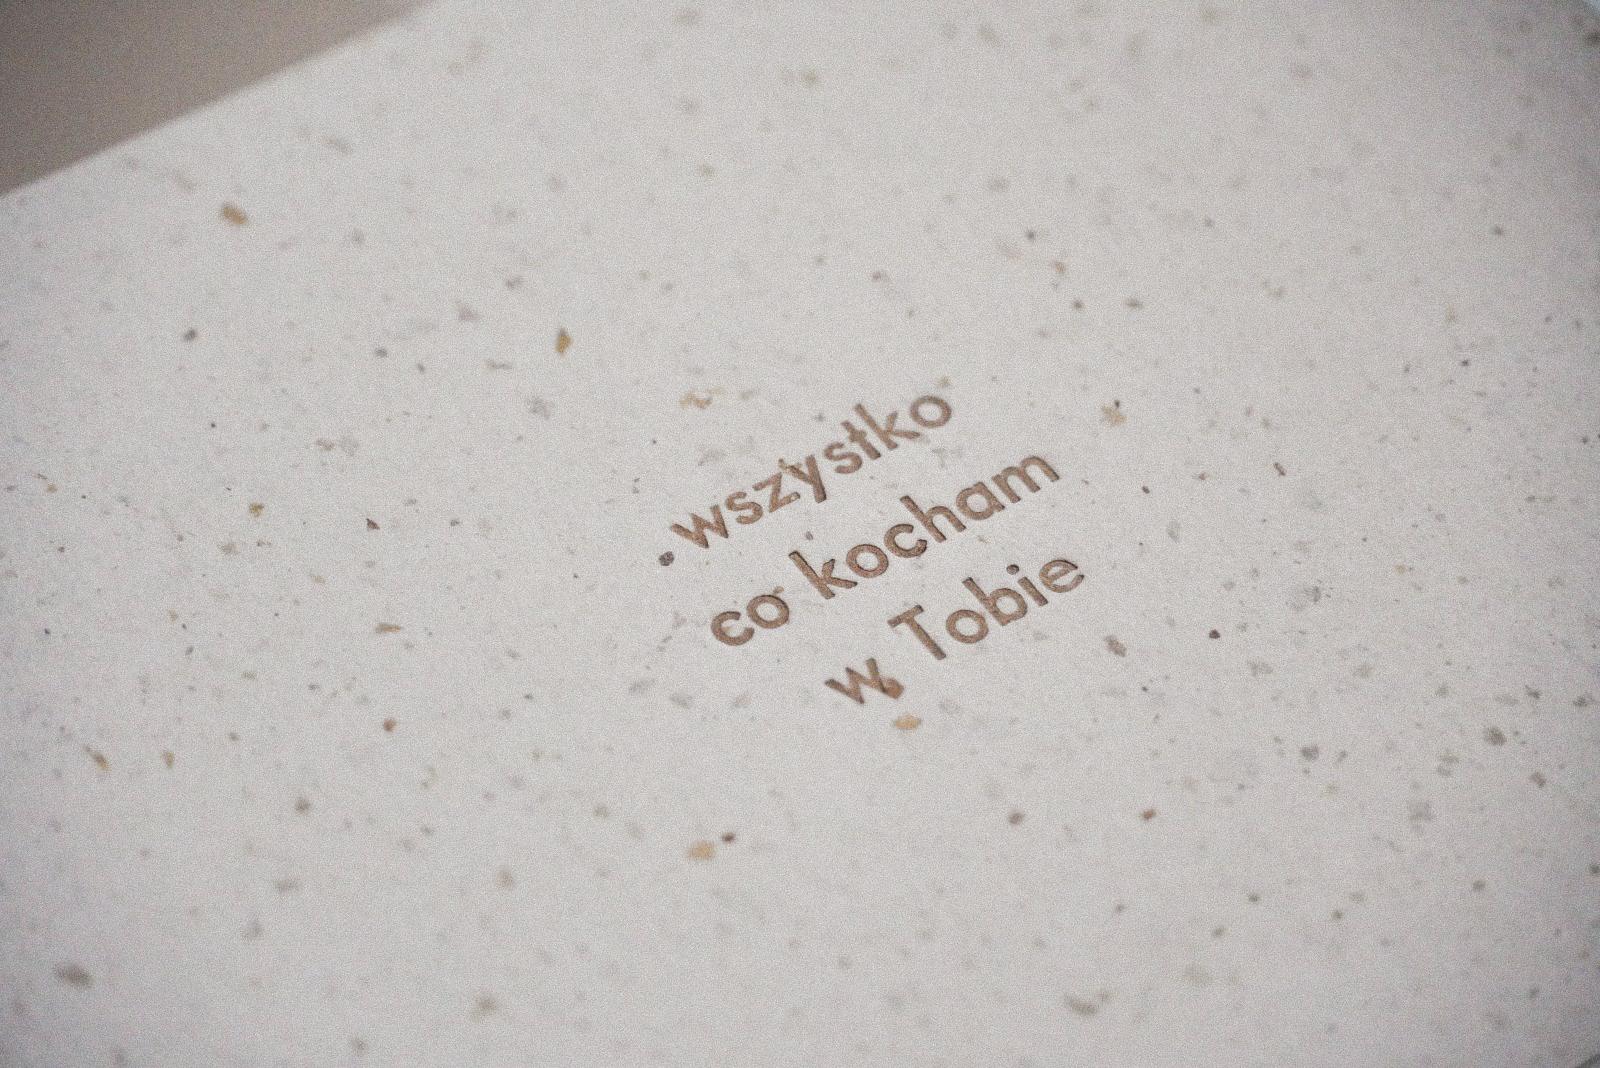 wszystko
co kocham
w Tobie